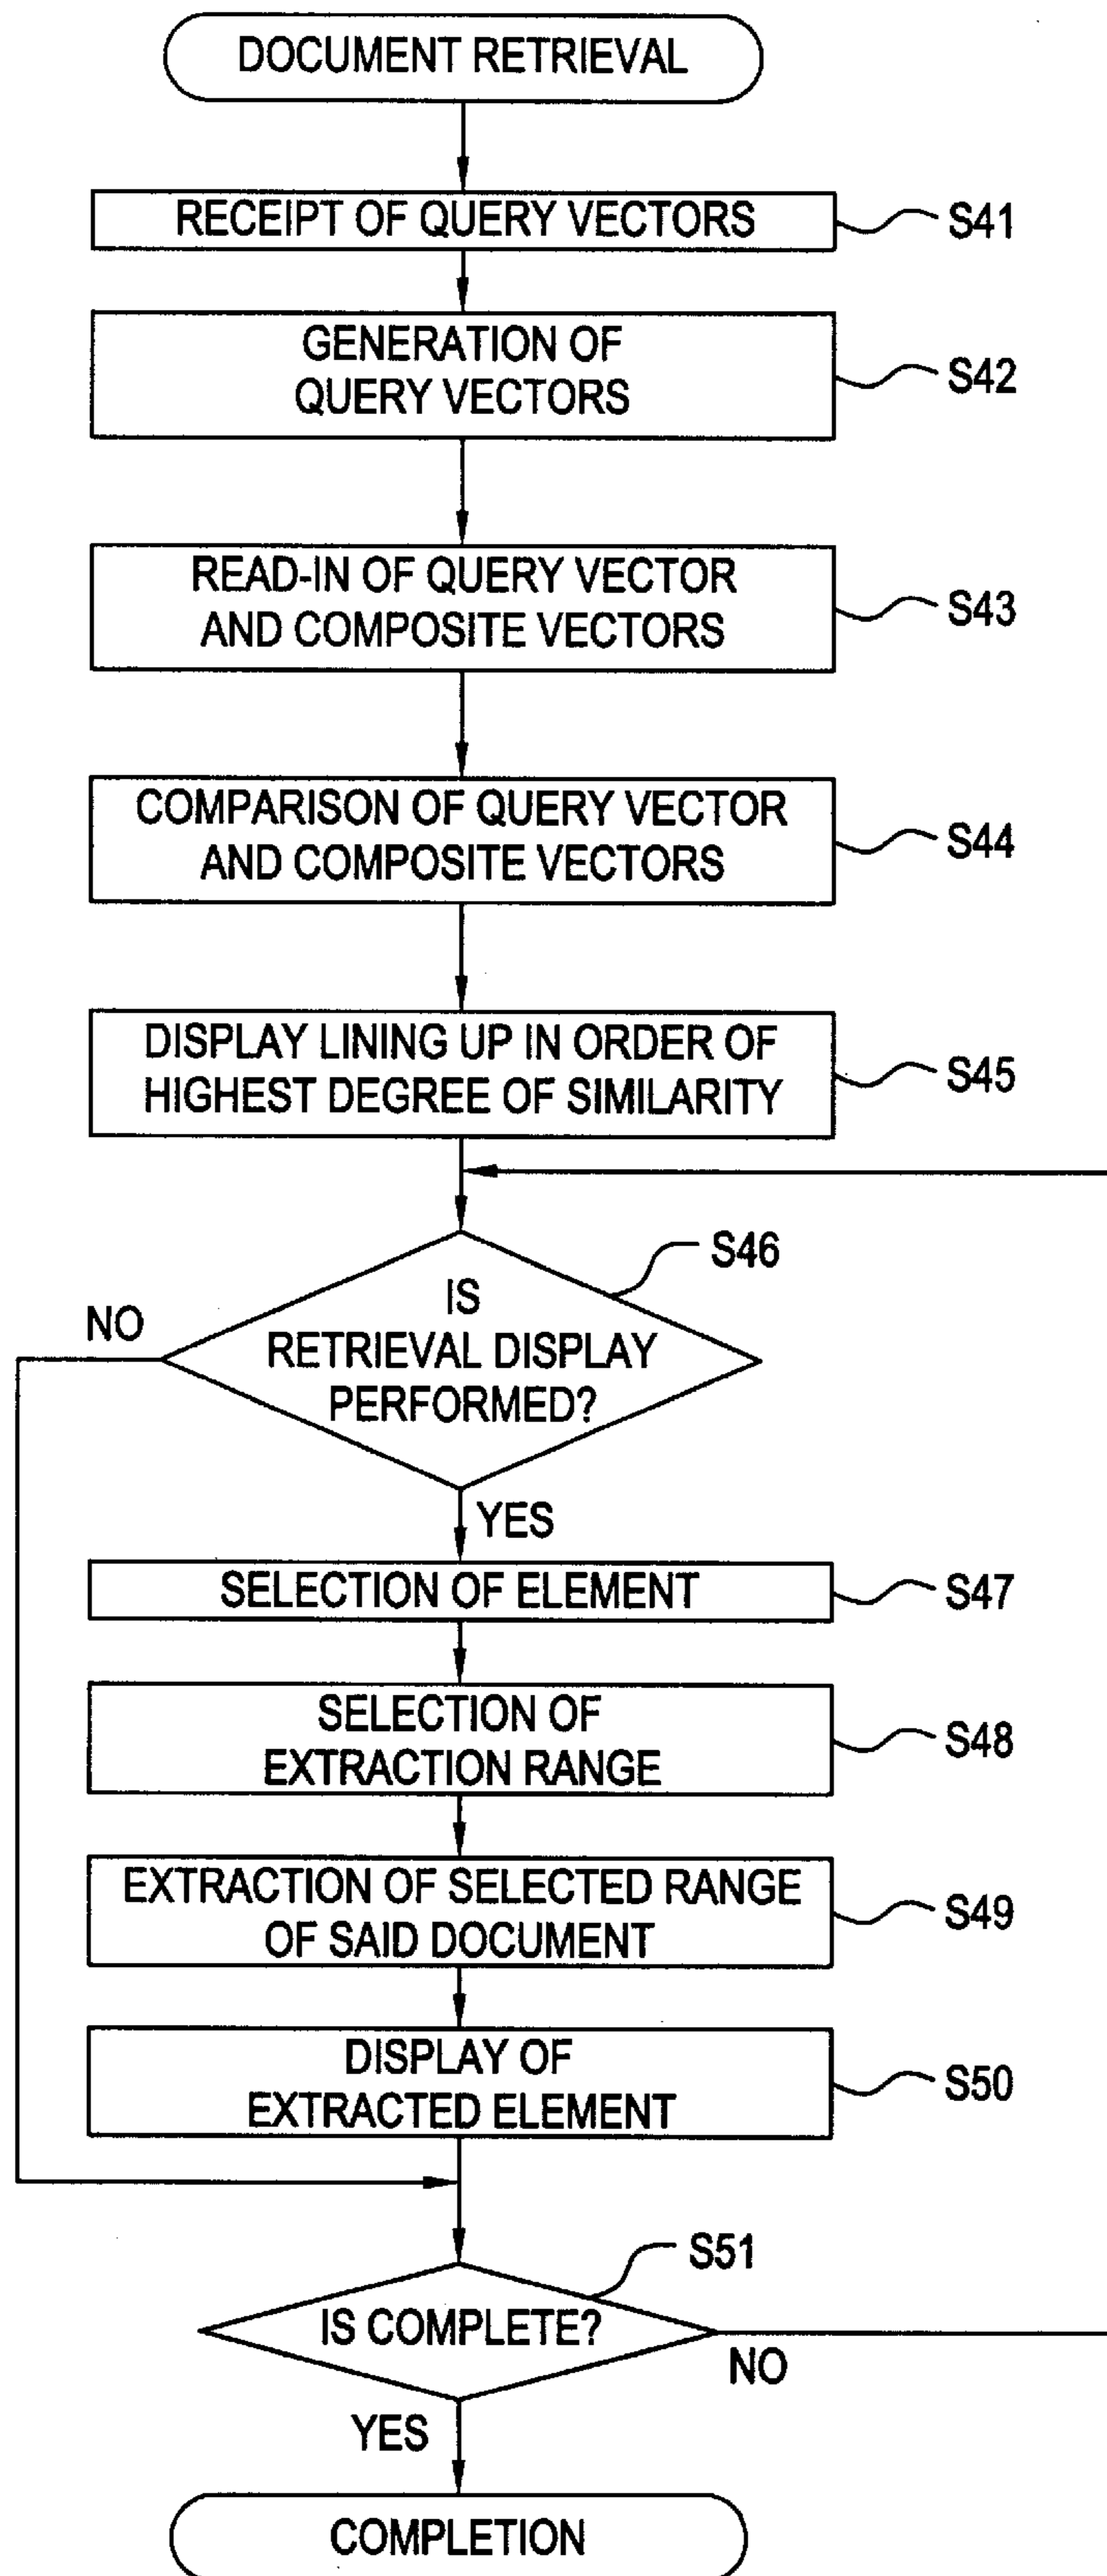 DOCUMENT RETRIEVAL
RECEIPT OF QUERY VECTORS
S41
GENERATION OF
QUERY VECTORS
S42
READ-IN OF QUERY VECTOR
AND COMPOSITE VECTORS
S43
COMPARISON OF QUERY VECTOR
AND COMPOSITE VECTORS
S44
DISPLAY LINING UP IN ORDER OF
HIGHEST DEGREE OF SIMILARITY
S45
S46
IS
RETRIEVAL DISPLAY
PERFORMED?
NO
YES
SELECTION OF ELEMENT
S47
SELECTION OF
EXTRACTION RANGE
S48
EXTRACTION OF SELECTED RANGE
OF SAID DOCUMENT
S49
DISPLAY OF
EXTRACTED ELEMENT
S50
S51
IS COMPLETE?
NO
YES
COMPLETION